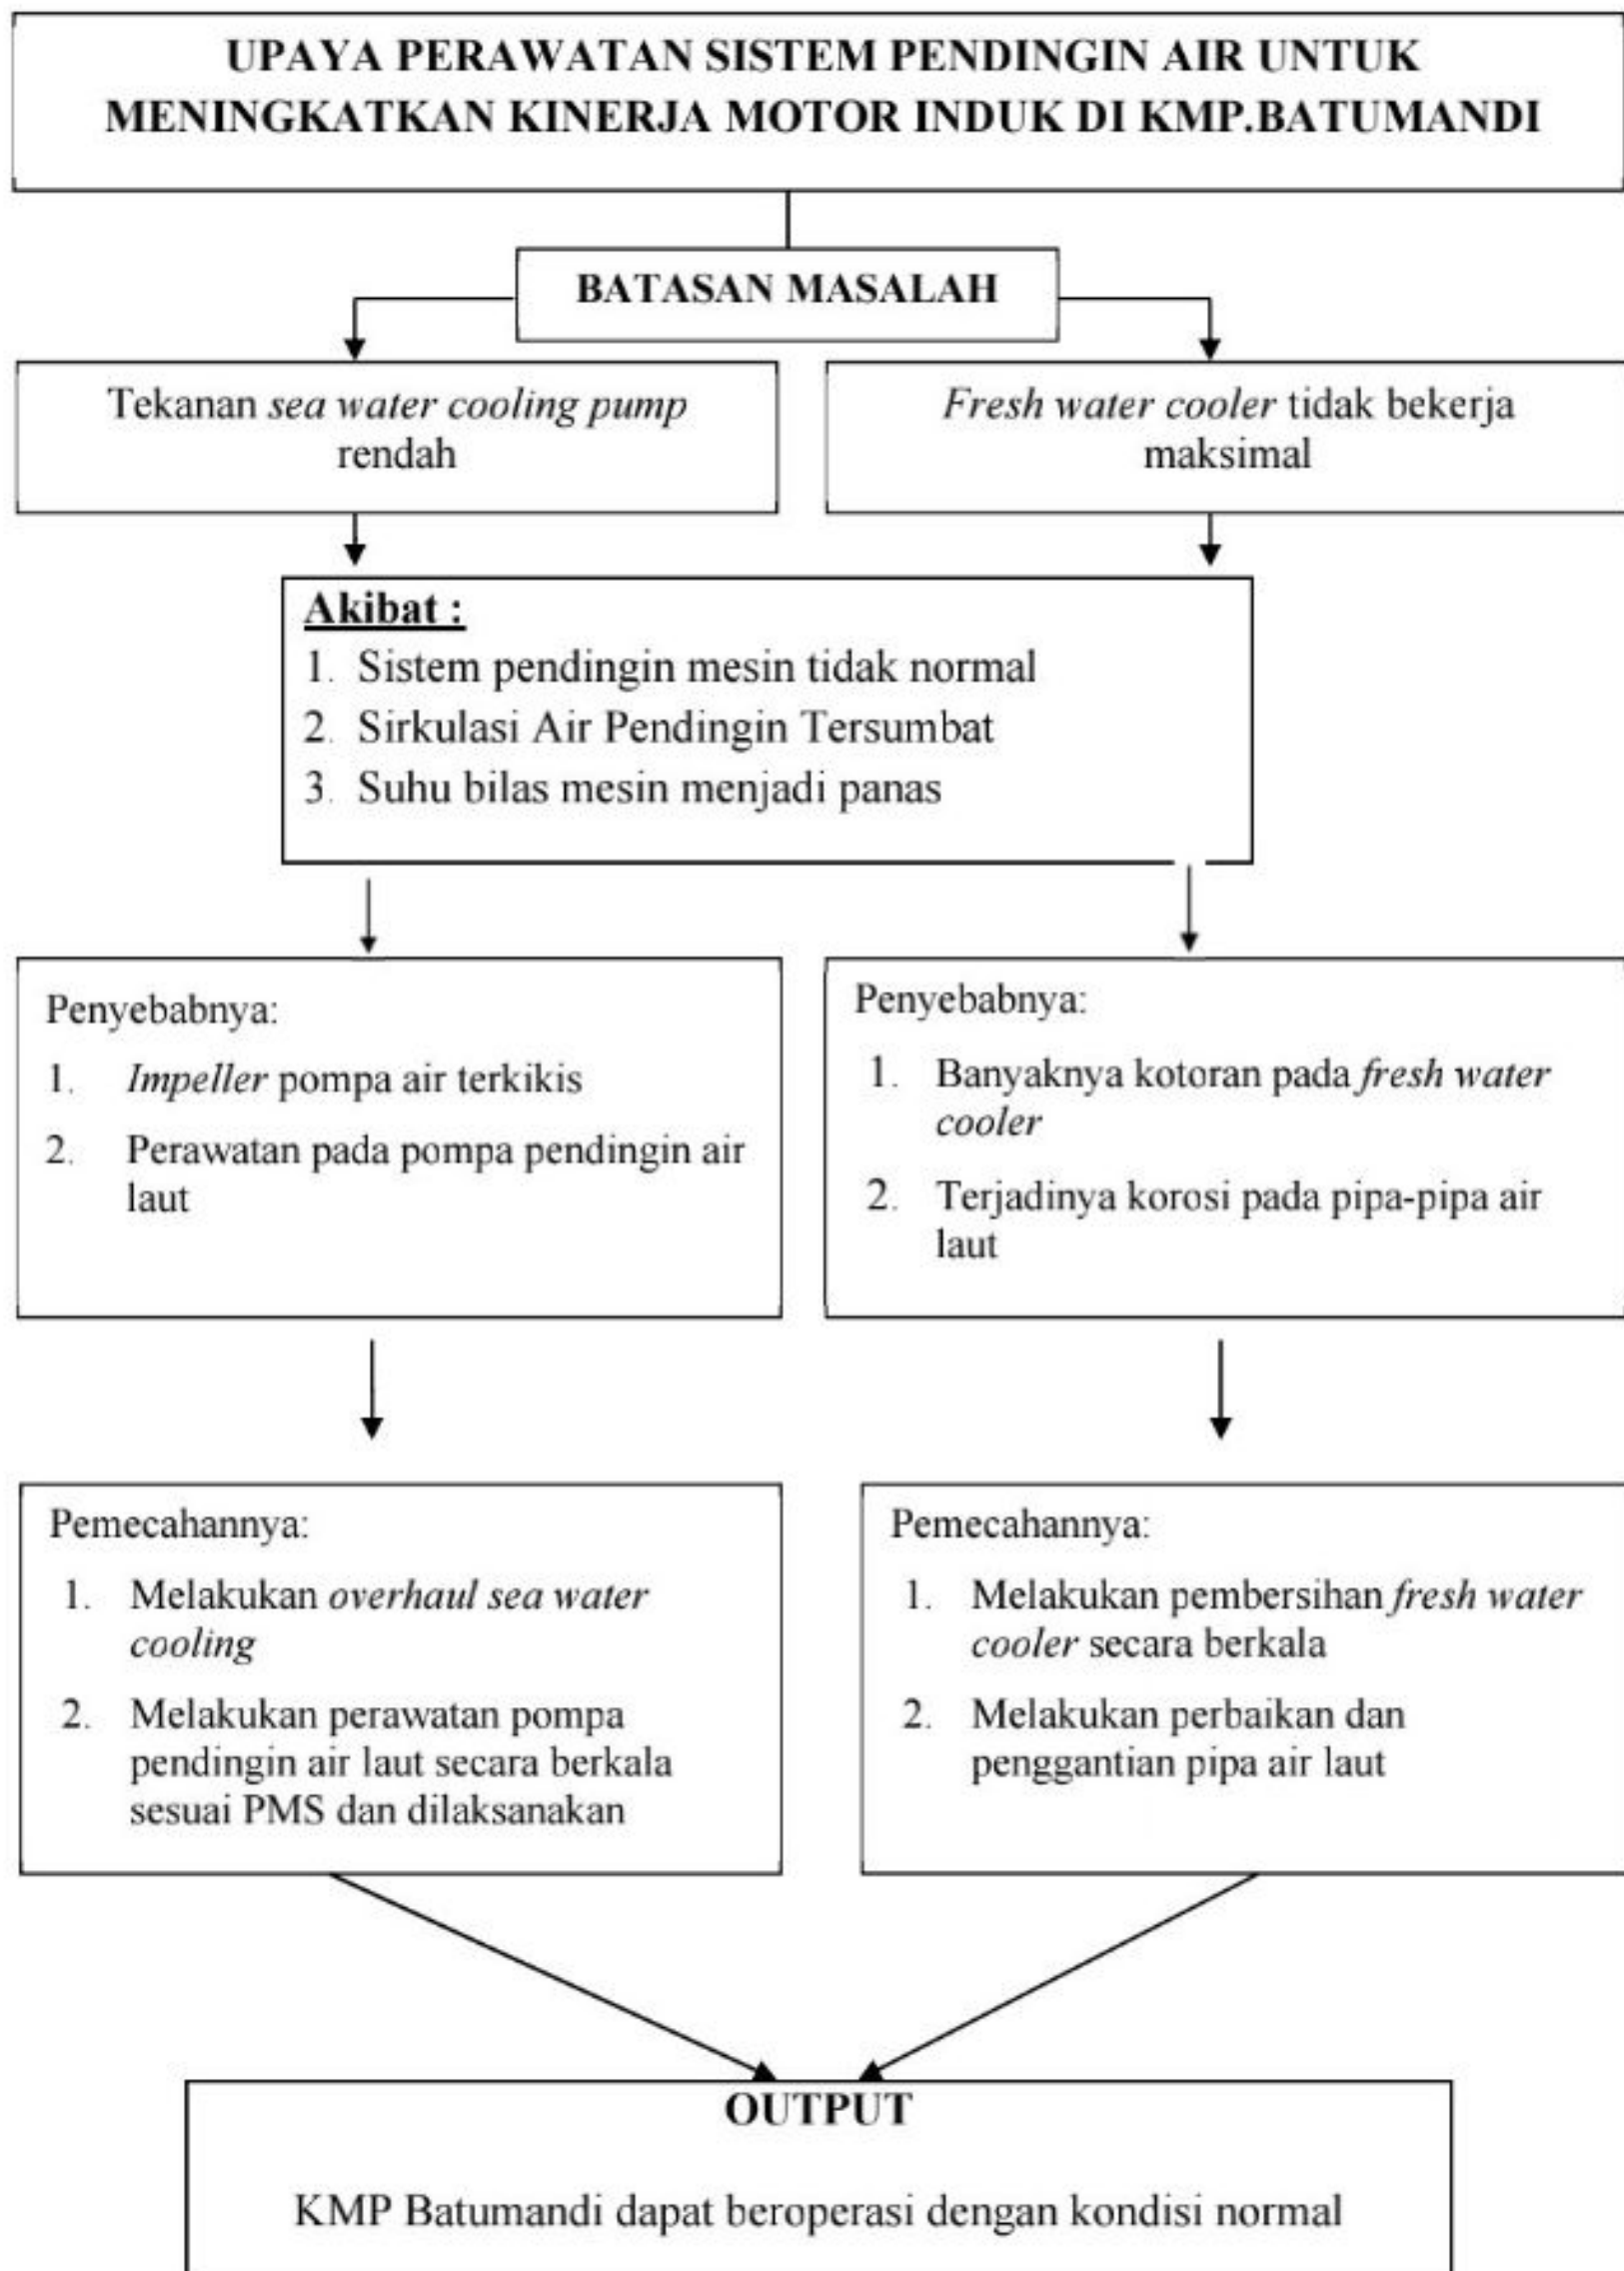 UPAYA PERAWATAN SISTEM PENDINGIN AIR UNTUK
MENINGKATKAN KINERJA MOTOR INDUK DI KMP.BATUMANDI
BATASAN MASALAH
Tekanan sea water cooling pump
rendah
Fresh water cooler tidak bekerja
maksimal
Akibat :
1. Sistem pendingin mesin tidak normal
2. Sirkulasi Air Pendingin Tersumbat
3. Suhu bilas mesin menjadi panas
Penyebabnya:
1. Impeller pompa air terkikis
2. Perawatan pada pompa pendingin air
laut
Penyebabnya:
1. Banyaknya kotoran pada fresh water
cooler
2. Terjadinya korosi pada pipa-pipa air
laut
Pemecahannya:
1. Melakukan overhaul sea water
cooling
2. Melakukan perawatan pompa
pendingin air laut secara berkala
sesuai PMS dan dilaksanakan
Pemecahannya:
1. Melakukan pembersihan fresh water
cooler secara berkala
2. Melakukan perbaikan dan
penggantian pipa air laut
OUTPUT
KMP Batumandi dapat beroperasi dengan kondisi normal